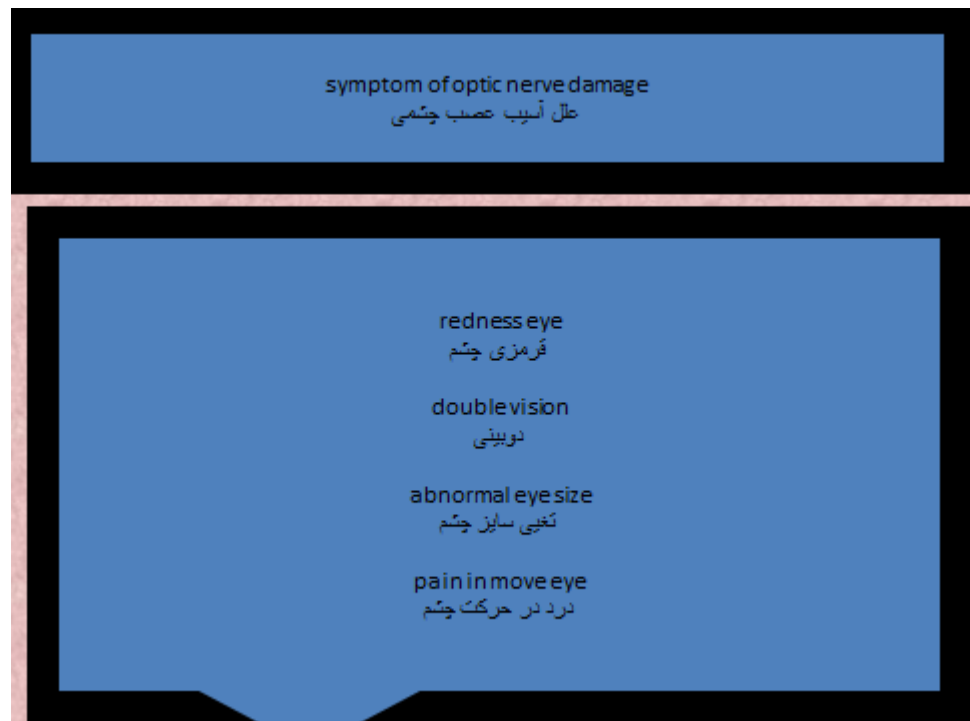 symptom of optic nerve damage
علل آسیب عصب چشمی
redness eye
قرمزی چشم
double vision
دوبینی
abnormal eye size
تغیی سایز چشم
pain in move eye
درد در حرکت چشم